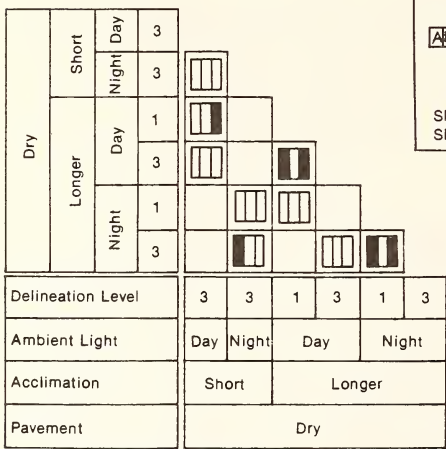 Dry
Short
Day
3
Night
3
Longer
Day
1
3
Night
1
3
Delineation Level 3 3 1 3 1 3
Ambient Light Day Night Day Night
Acclimation Short Longer
Pavement Dry